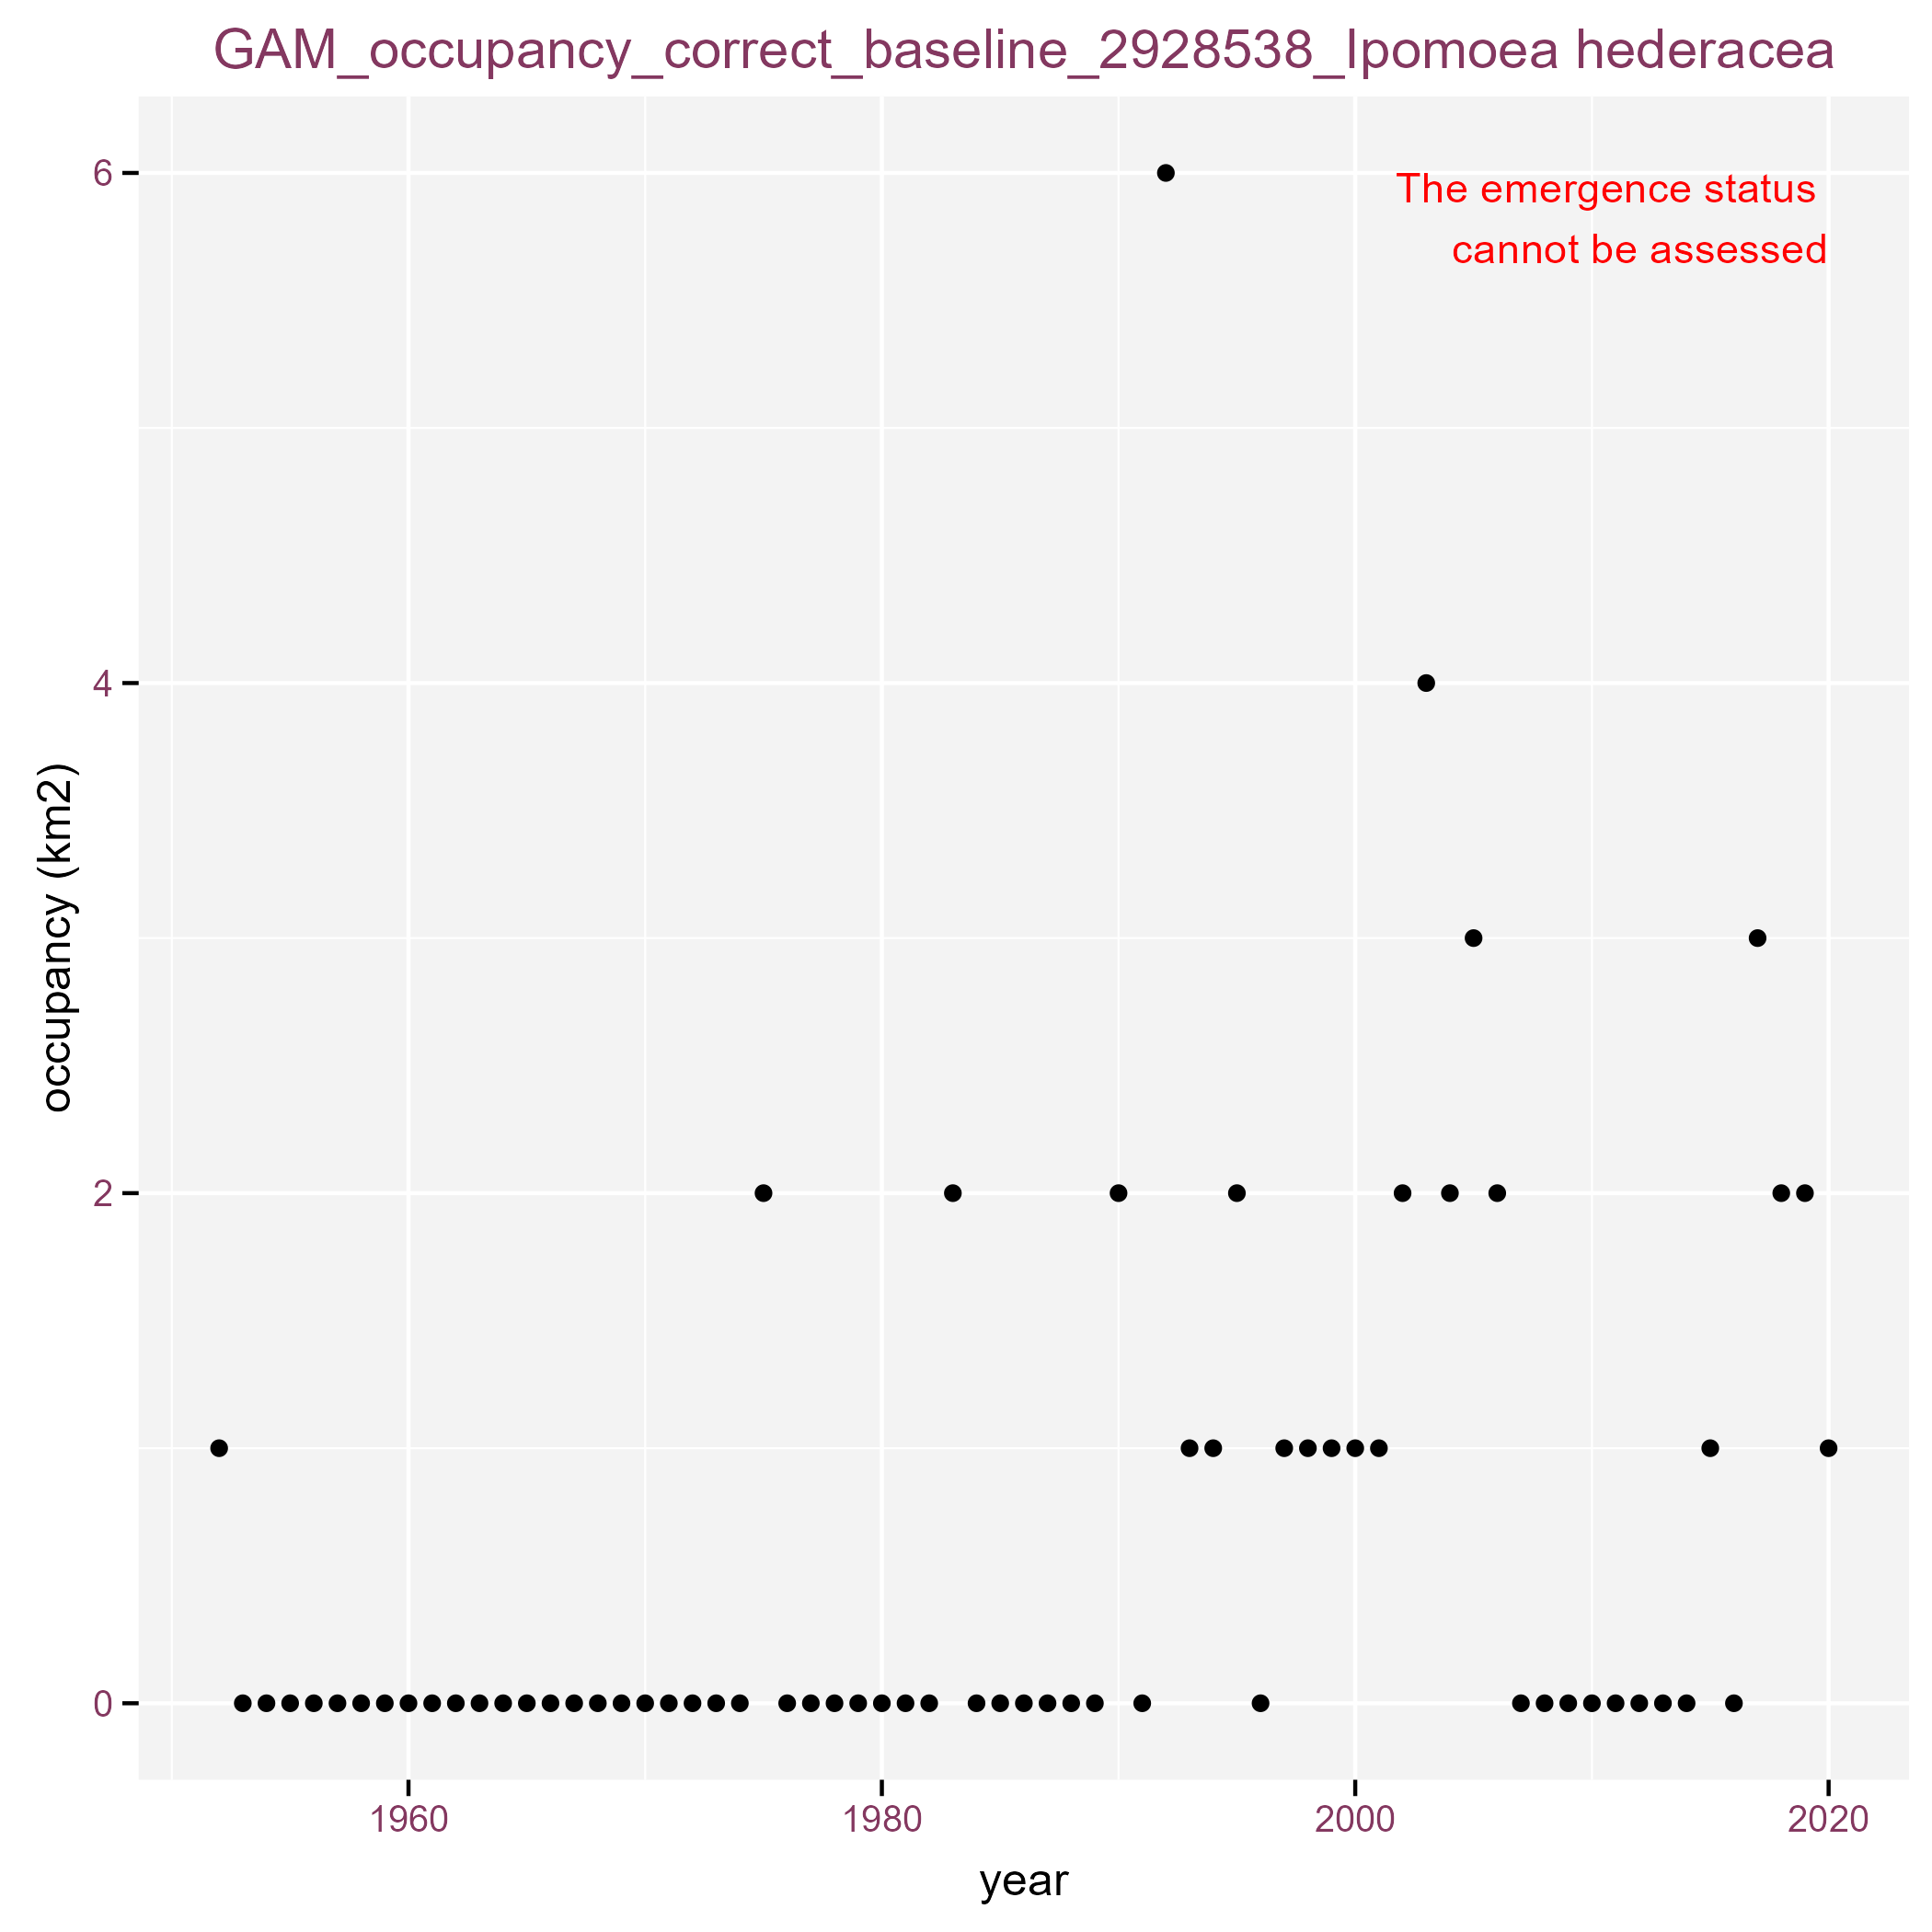 GAM_occupancy_correct_baseline_2928538_Ipomoea hederacea
6
The emergence status
cannot be assessed
4
occupancy (km2)
2
0
1960 1980 2000 2020
year